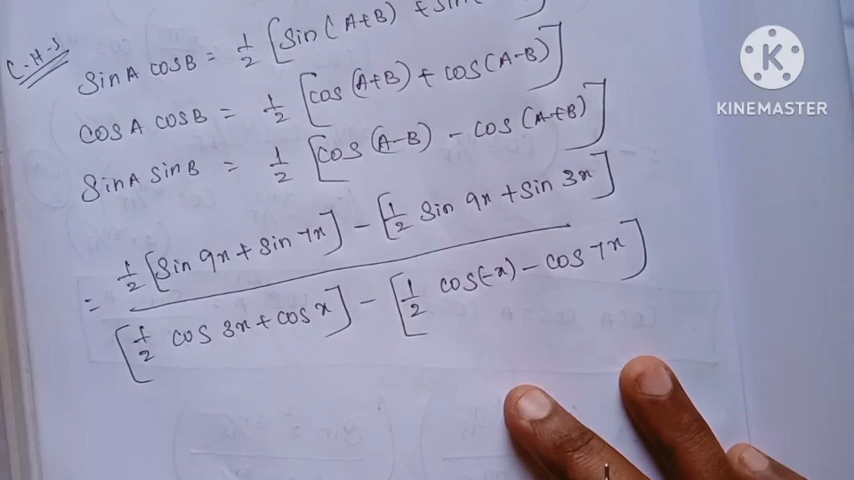 C.H.S
SinA cosB = 1/2 [Sin(A+B) + sin
cosA cosB = 1/2 [cos(A+B) + cos(A-B)]
SinA sinB = 1/2 [cos(A-B) - cos(A+B)]
= 1/2 [Sin 9x + sin 7x] - [1/2 sin 9x + sin 3x]
[1/2 cos 3x + cos x] - [1/2 cos(-x) - cos 7x]
KINEMASTER